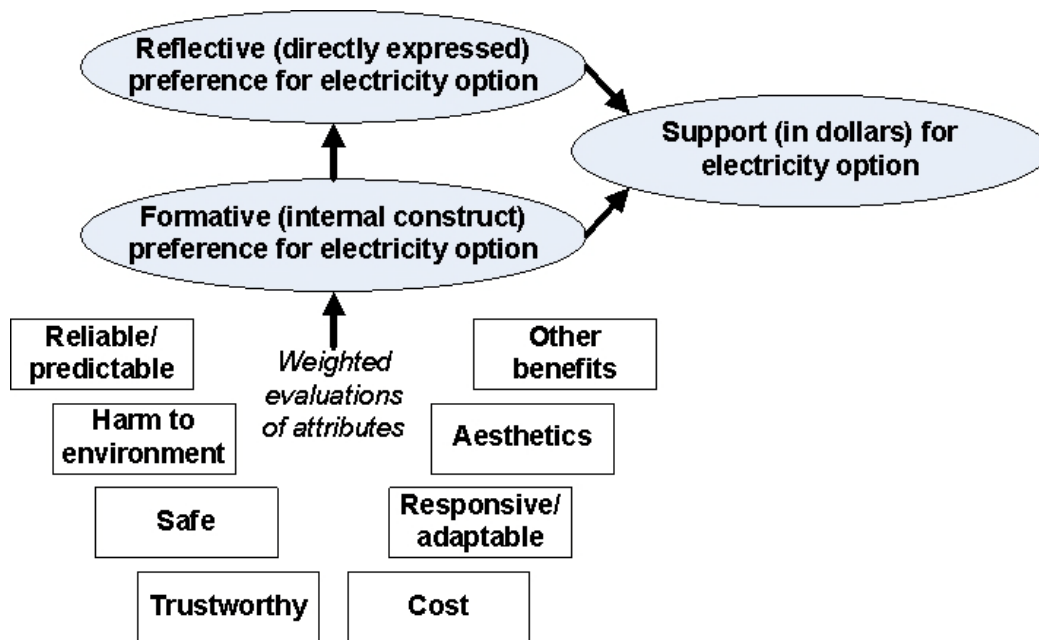 Reflective (directly expressed)
preference for electricity option
Support (in dollars) for
electricity option
Formative (internal construct)
preference for electricity option
Weighted
evaluations
of attributes
Reliable/
predictable
Harm to
environment
Safe
Trustworthy
Other
benefits
Aesthetics
Responsive/
adaptable
Cost